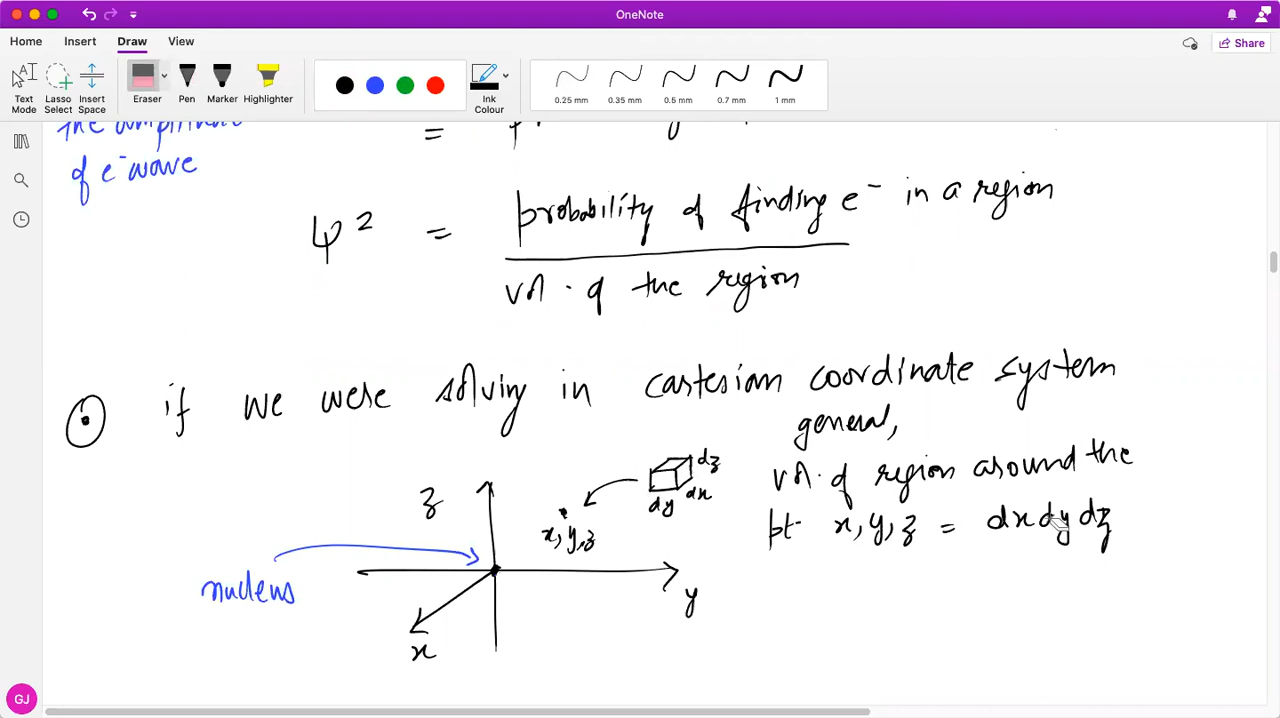 OneNote
Home Insert Draw View
Share
Text Mode
Lasso Select
Insert Space
Eraser
Pen
Marker
Highlighter
Ink Colour
0.25 mm 0.35 mm 0.5 mm 0.7 mm 1 mm
the amplitude
of e⁻ wave
=
ψ² = probability of finding e⁻ in a region
vol. of the region
if we were solving in cartesian coordinate system
general,
vol. of region around the
pt x, y, z = dx dy dz
z
x, y, z
dz
dx
dy
nucleus
y
x
GJ